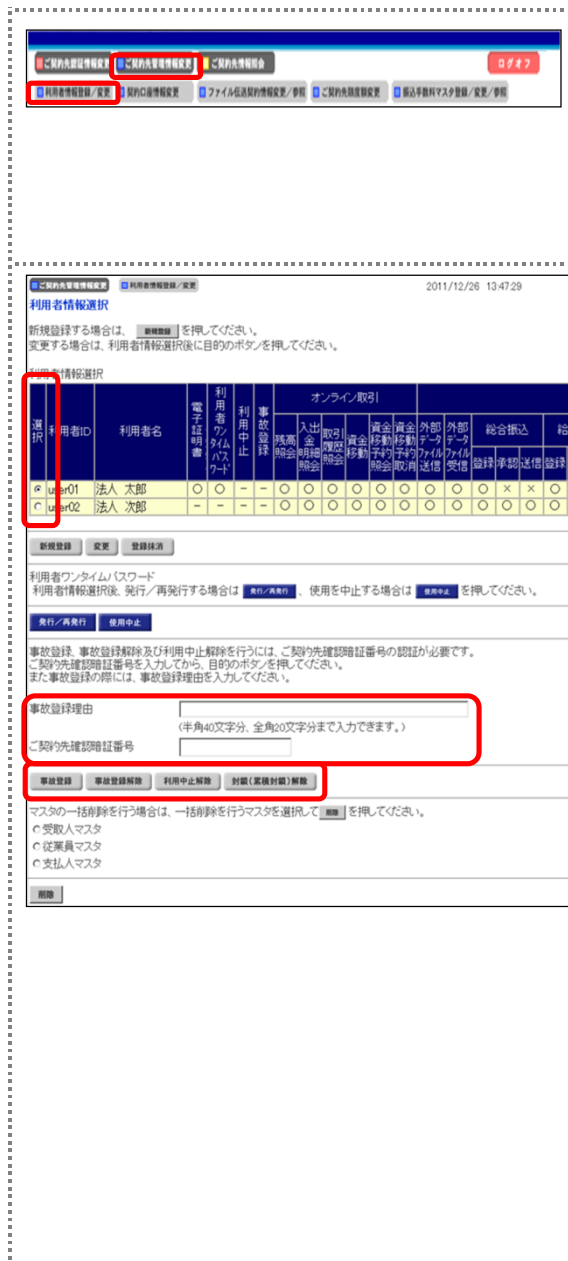 ご契約先認証情報変更 ご契約先管理情報変更 ご契約先情報照会 ログオフ
利用者情報登録／変更 契約口座情報変更 ファイル伝送契約情報変更／参照 ご契約先限度額変更 振込手数料マスタ登録／変更／参照
ご契約先管理情報変更 利用者情報登録／変更 2011/12/26 13:47:29
利用者情報選択
新規登録する場合は、 新規登録 を押してください。
変更する場合は、利用者情報選択後に目的のボタンを押してください。
利用者情報選択
選択 利用者ID 利用者名 電子証明書 利用者ワンタイムパスワード 利用中止 事故登録 オンライン取引
残高照会 入出金明細照会 取引履歴照会 資金移動 資金移動予約照会 資金移動予約取消 外部データファイル送信 外部データファイル受信 総合振込 給
登録 承認 送信 登録
user01 法人 太郎 ○ ○ − − ○ ○ ○ ○ ○ ○ ○ ○ ○ × × ○
user02 法人 次郎 − − − − ○ ○ ○ ○ ○ ○ ○ ○ ○ ○ ○ ○
新規登録 変更 登録抹消
利用者ワンタイムパスワード
利用者情報選択後、発行／再発行する場合は 発行／再発行 、使用を中止する場合は 使用中止 を押してください。
発行／再発行 使用中止
事故登録、事故登録解除及び利用中止解除を行うには、ご契約先確認暗証番号の認証が必要です。
ご契約先確認暗証番号を入力してから、目的のボタンを押してください。
また事故登録の際には、事故登録理由を入力してください。
事故登録理由
(半角40文字分、全角20文字分まで入力できます。)
ご契約先確認暗証番号
事故登録 事故登録解除 利用中止解除 封鎖(累積封鎖)解除
マスタの一括削除を行う場合は、一括削除を行うマスタを選択して 削除 を押してください。
受取人マスタ
従業員マスタ
支払人マスタ
削除